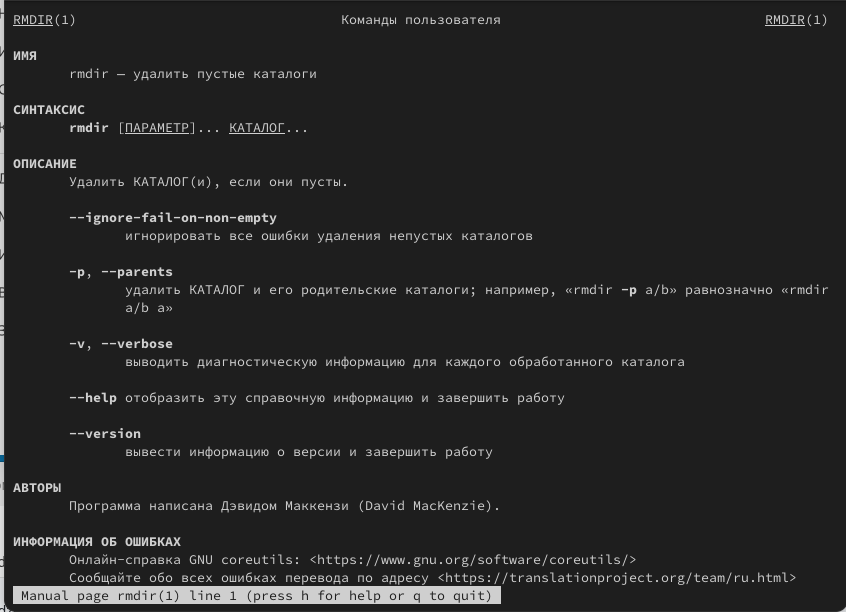 RMDIR(1) Команды пользователя RMDIR(1)
ИМЯ
rmdir – удалить пустые каталоги
СИНТАКСИС
rmdir [ПАРАМЕТР]... КАТАЛОГ...
ОПИСАНИЕ
Удалить КАТАЛОГ(и), если они пусты.
--ignore-fail-on-non-empty
игнорировать все ошибки удаления непустых каталогов
-p, --parents
удалить КАТАЛОГ и его родительские каталоги; например, «rmdir -p a/b» равнозначно «rmdir
a/b a»
-v, --verbose
выводить диагностическую информацию для каждого обработанного каталога
--help отобразить эту справочную информацию и завершить работу
--version
вывести информацию о версии и завершить работу
АВТОРЫ
Программа написана Дэвидом Маккензи (David MacKenzie).
ИНФОРМАЦИЯ ОБ ОШИБКАХ
Онлайн-справка GNU coreutils: <https://www.gnu.org/software/coreutils/>
Сообщайте обо всех ошибках перевода по адресу <https://translationproject.org/team/ru.html>
Manual page rmdir(1) line 1 (press h for help or q to quit)